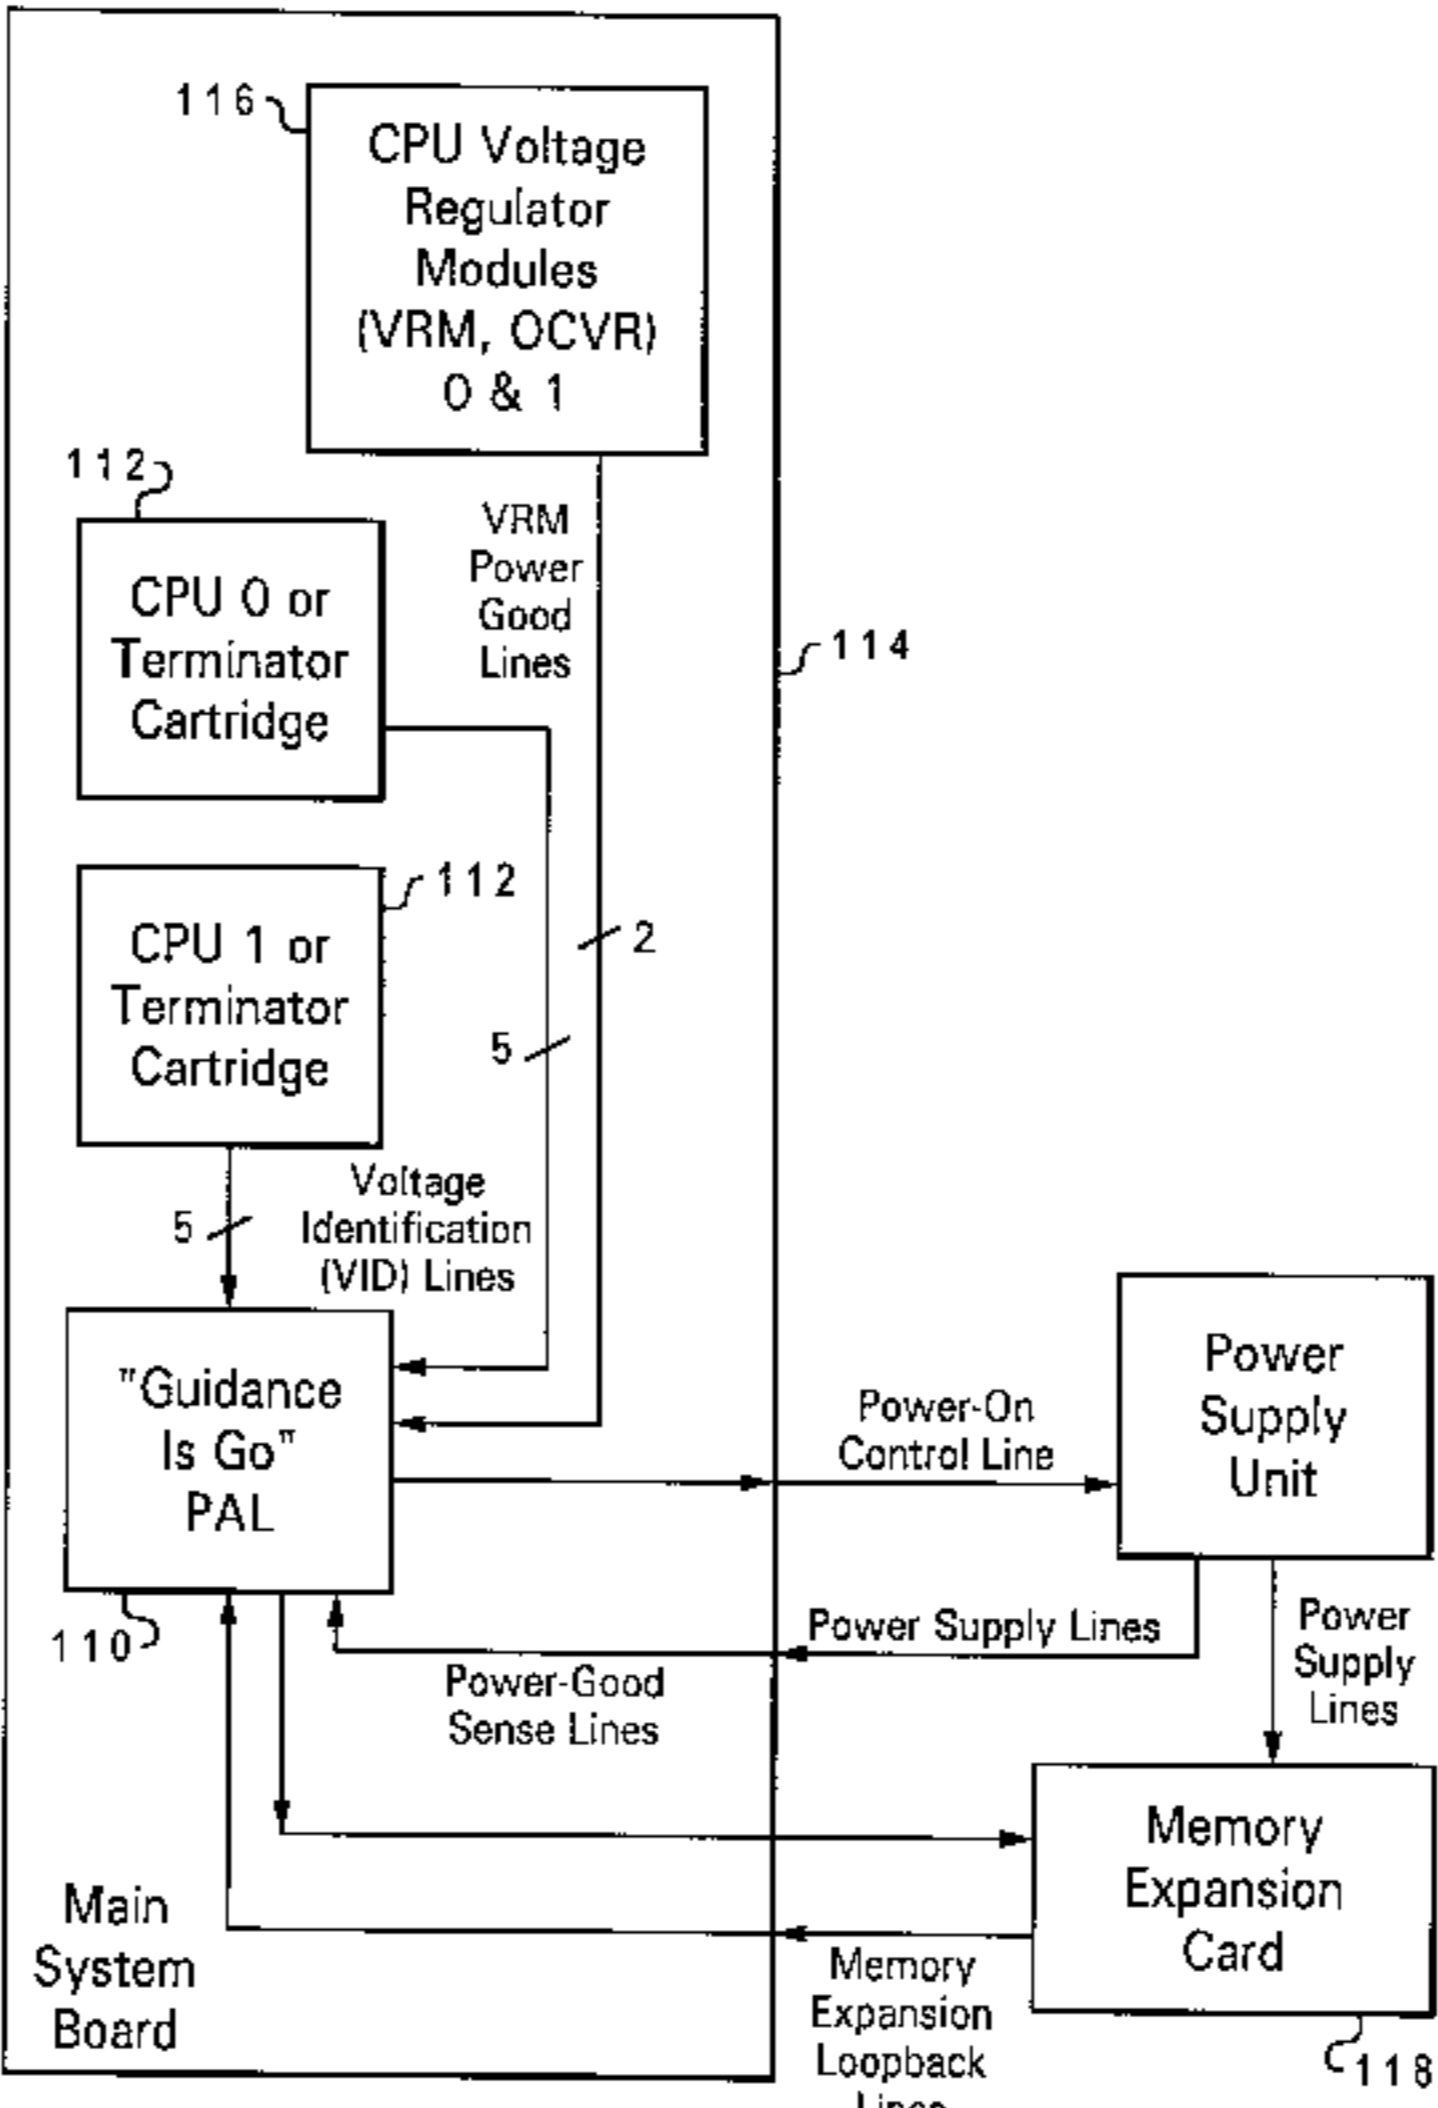 116
CPU Voltage
Regulator
Modules
(VRM, OCVR)
0 & 1
112
CPU 0 or
Terminator
Cartridge
VRM
Power
Good
Lines
114
112
CPU 1 or
Terminator
Cartridge
2
5
5
Voltage
Identification
(VID) Lines
"Guidance
Is Go"
PAL
110
Power-On
Control Line
Power
Supply
Unit
Power Supply Lines
Power-Good
Sense Lines
Power
Supply
Lines
Memory
Expansion
Card
118
Memory
Expansion
Loopback
Lines
Main
System
Board